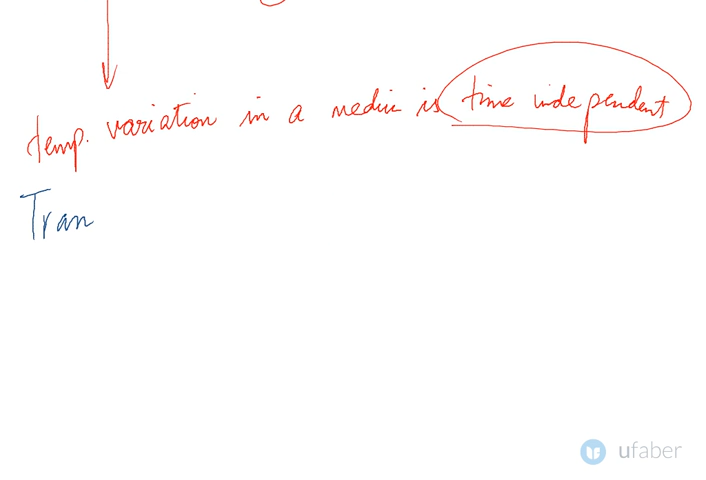 temp. variation in a media is time independent
Tran
ufaber